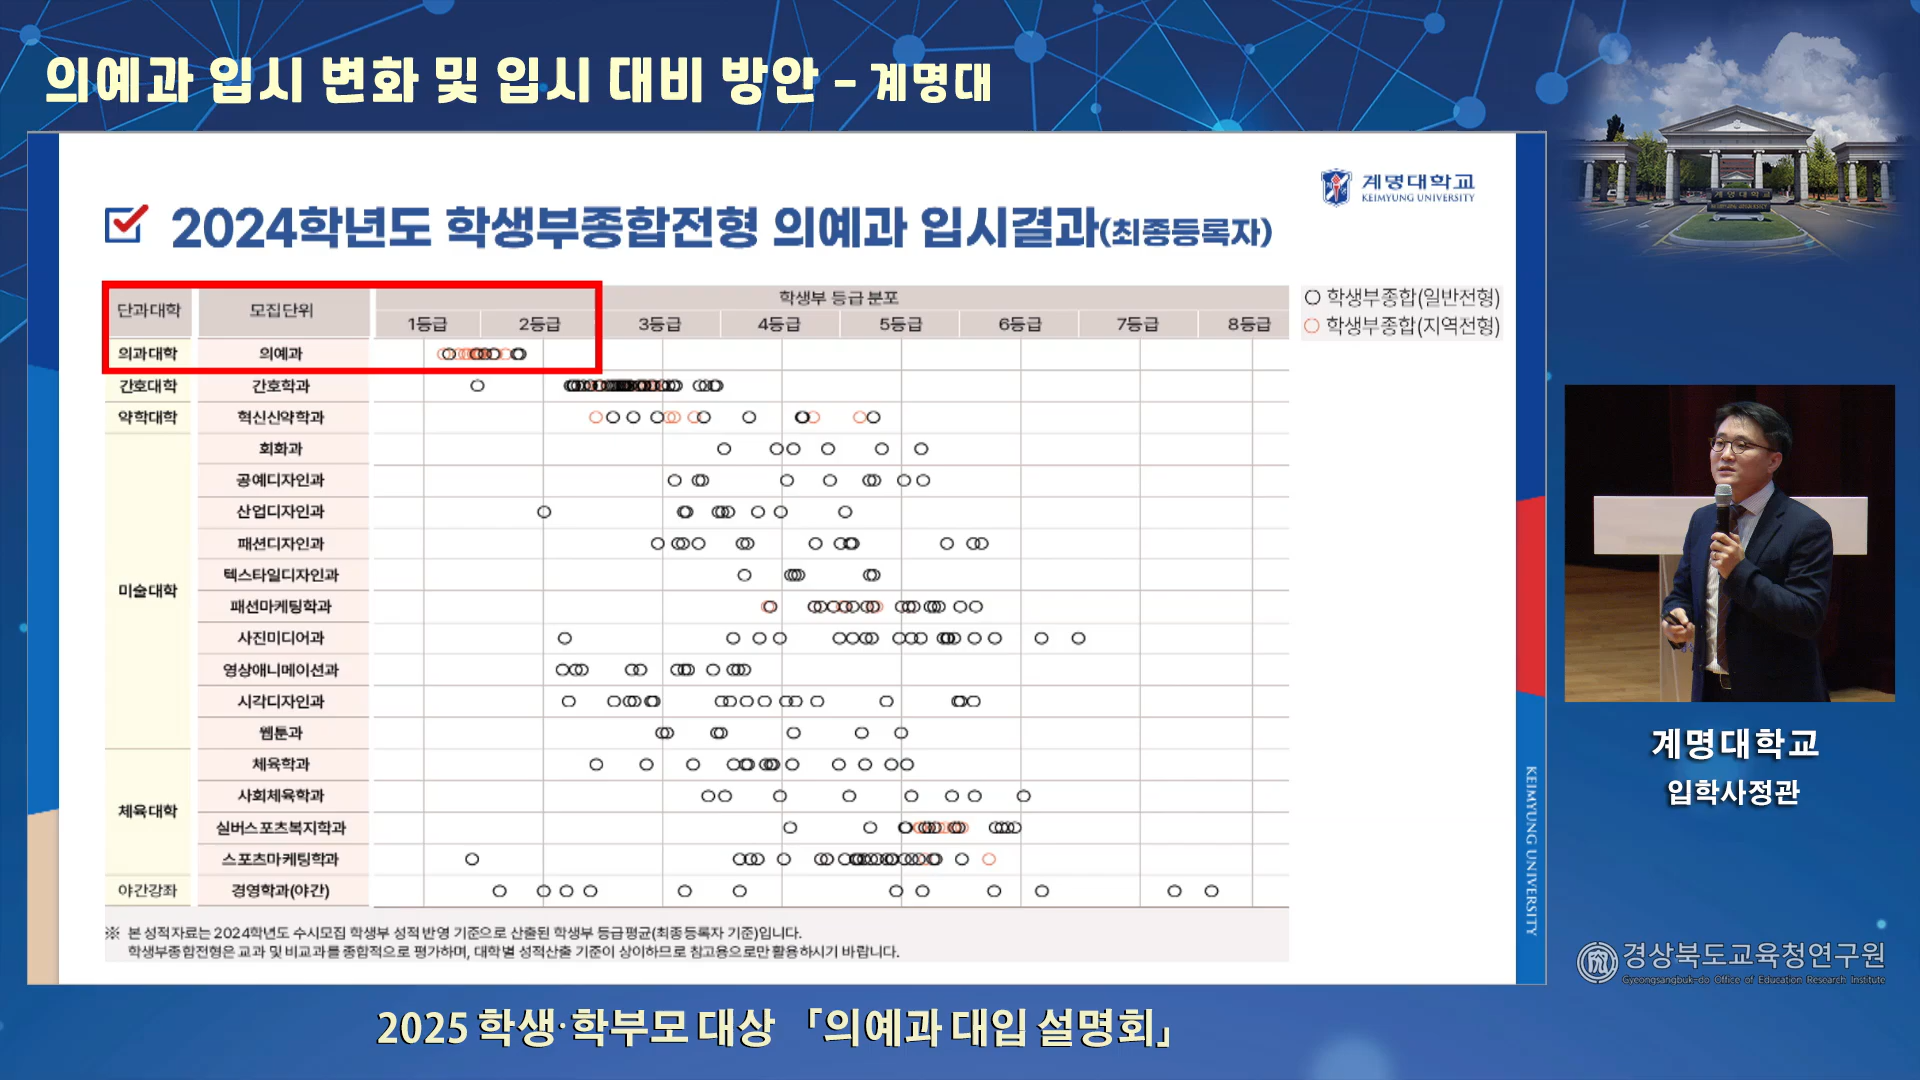 의예과 입시 변화 및 입시 대비 방안 - 계명대
계명대학교
KEIMYUNG UNIVERSITY
2024학년도 학생부종합전형 의예과 입시결과(최종등록자)
단과대학 모집단위 학생부 등급 분포
1등급 2등급 3등급 4등급 5등급 6등급 7등급 8등급
학생부종합(일반전형)
학생부종합(지역전형)
의과대학 의예과
간호대학 간호학과
약학대학 혁신신약학과
회화과
공예디자인과
산업디자인과
패션디자인과
텍스타일디자인과
미술대학
패션마케팅학과
사진미디어과
영상애니메이션과
시각디자인과
웹툰과
체육학과
사회체육학과
체육대학
실버스포츠복지학과
스포츠마케팅학과
야간강좌 경영학과(야간)
※ 본 성적자료는 2024학년도 수시모집 학생부 성적 반영 기준으로 산출된 학생부 등급평균(최종등록자 기준)입니다.
학생부종합전형은 교과 및 비교과를 종합적으로 평가하며, 대학별 성적산출 기준이 상이하므로 참고용으로만 활용하시기 바랍니다.
KEIMYUNG UNIVERSITY
계명대학교
입학사정관
경상북도교육청연구원
Gyeongsangbuk-do Office of Education Research Institute
2025 학생·학부모 대상 「의예과 대입 설명회」